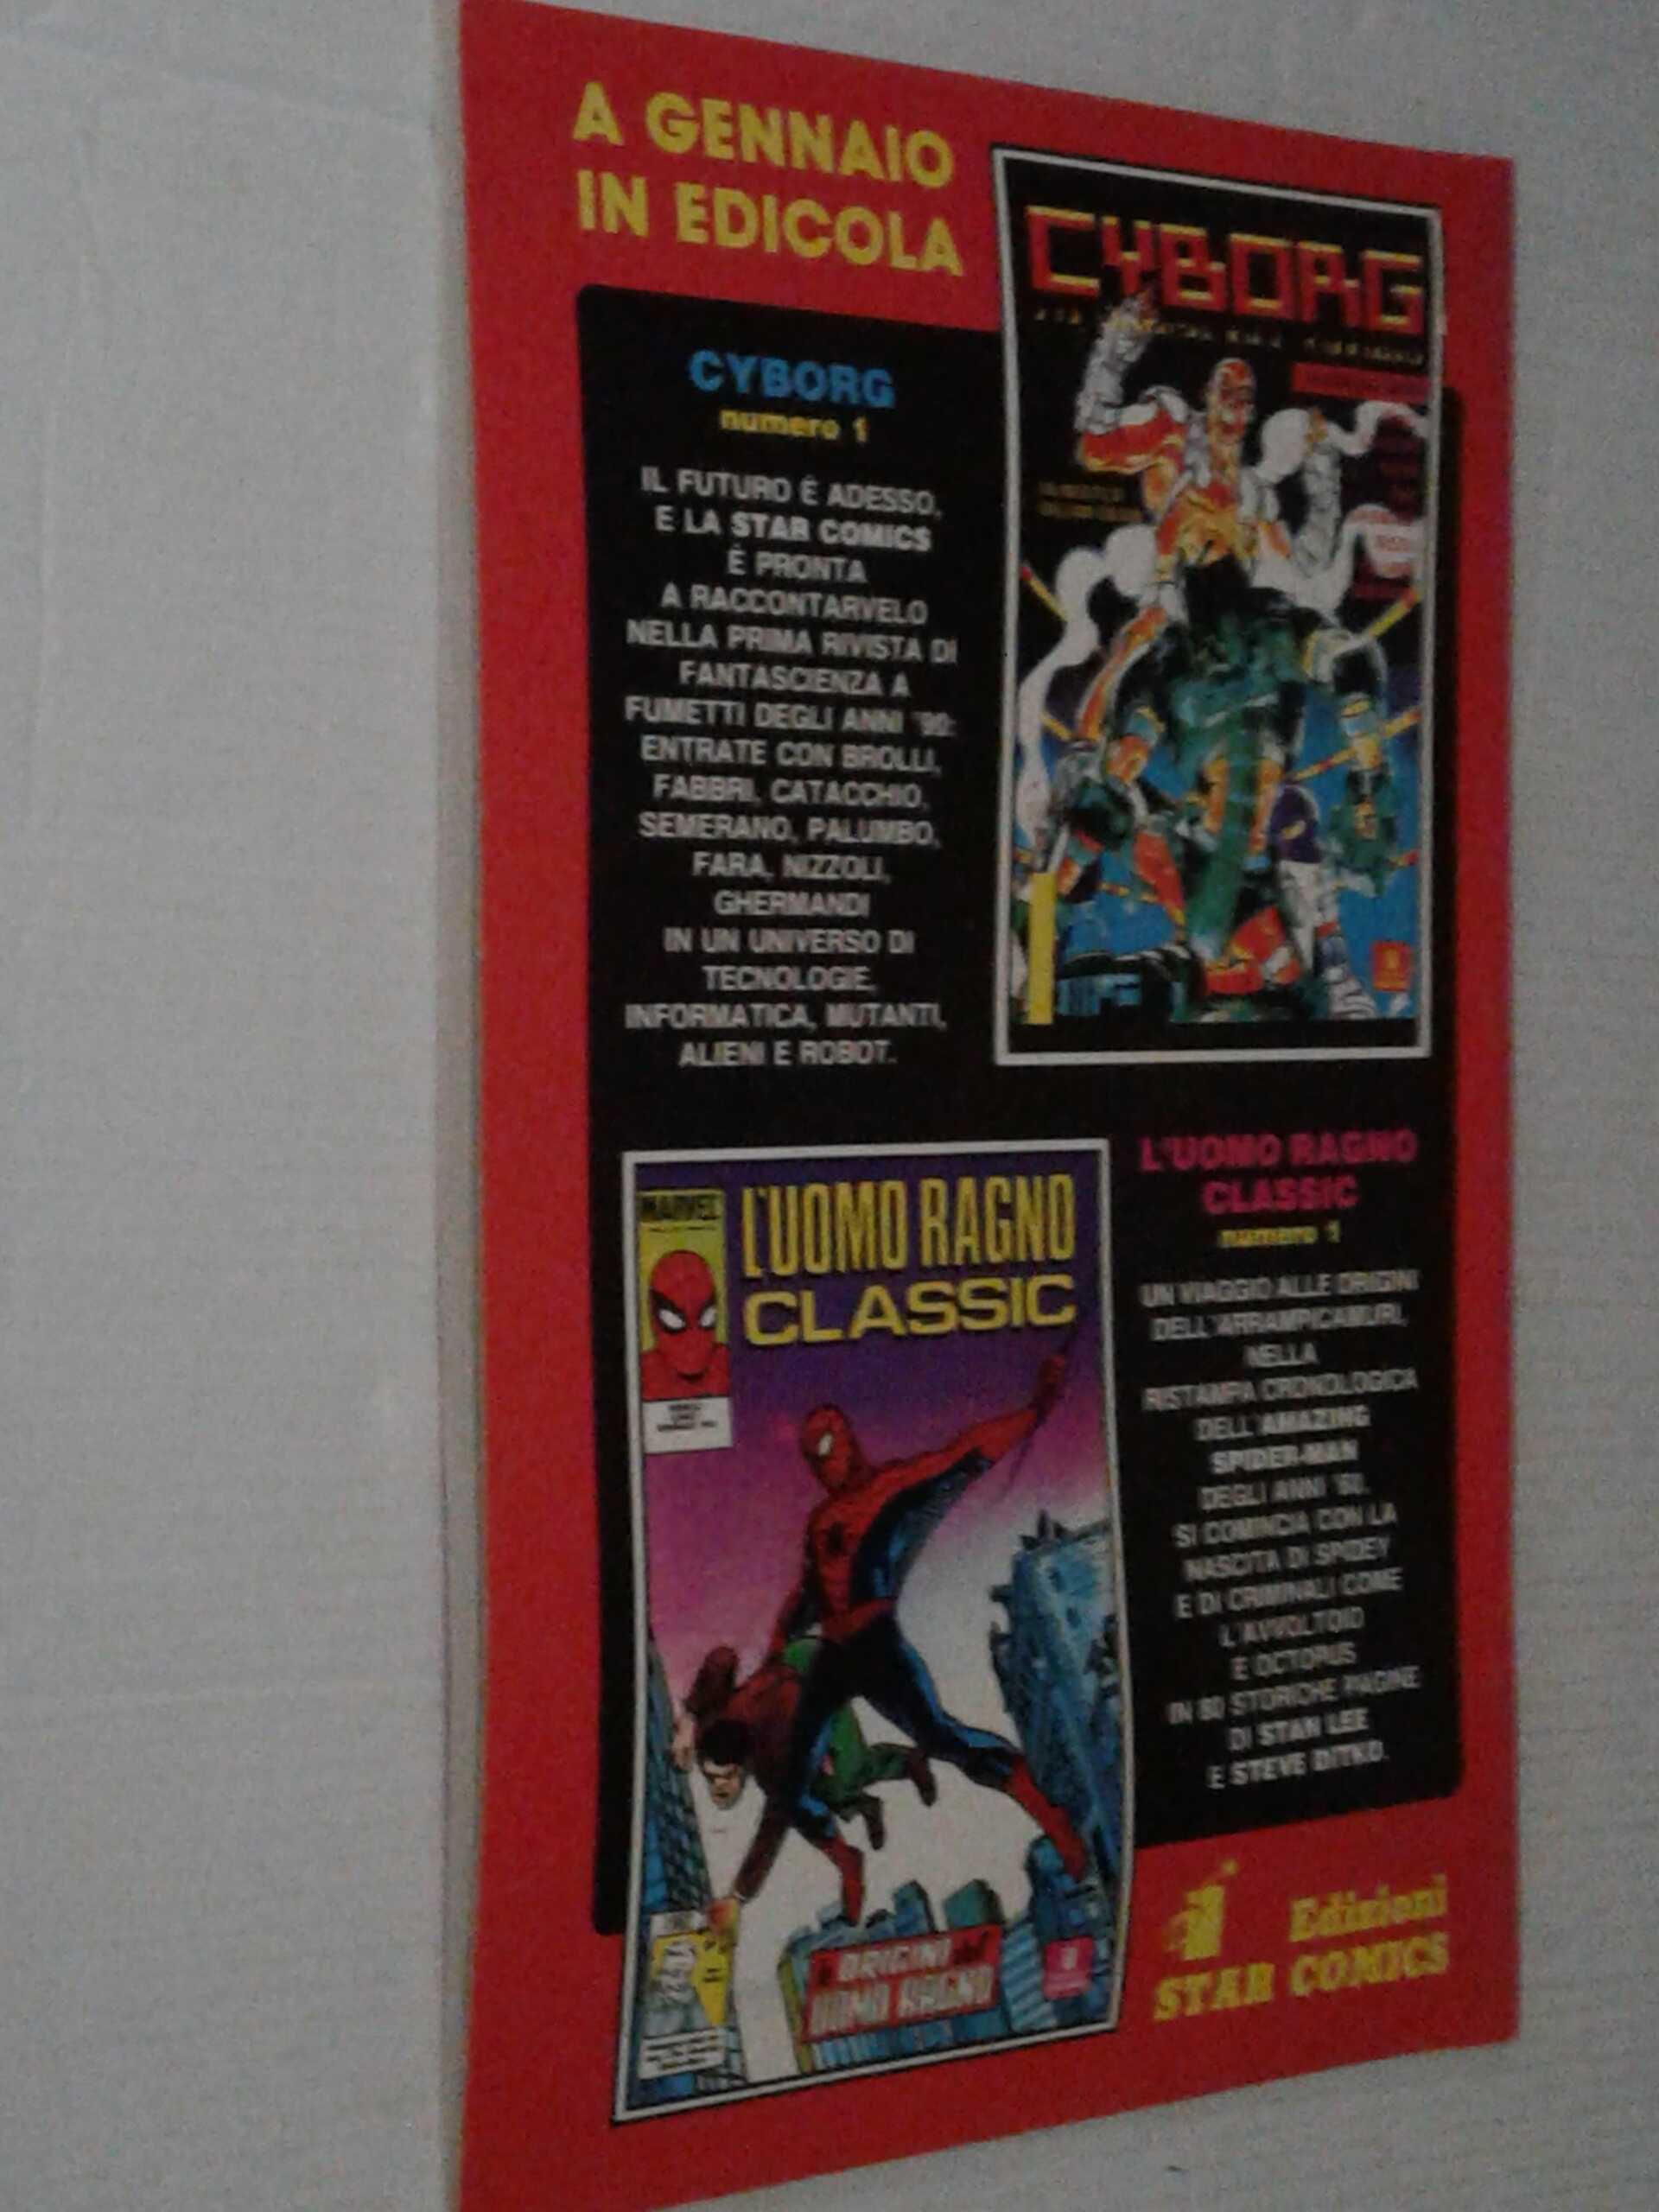 A GENNAIO
IN EDICOLA
CYBORG
CYBORG
numero 1
IL FUTURO È ADESSO,
E LA STAR COMICS
È PRONTA
A RACCONTARVELO
NELLA PRIMA RIVISTA DI
FANTASCIENZA A
FUMETTI DEGLI ANNI '90:
ENTRATE CON BROLLI,
FABBRI, CATACCHIO,
SEMERANO, PALUMBO,
FARA, NIZZOLI,
GHERMANDI
IN UN UNIVERSO DI
TECNOLOGIE,
INFORMATICA, MUTANTI,
ALIENI E ROBOT.
MARVEL
L'UOMO RAGNO
CLASSIC
LE ORIGINI del
UOMO RAGNO
L'UOMO RAGNO
CLASSIC
numero 1
UN VIAGGIO ALLE ORIGINI
DELL'ARRAMPICAMURI,
NELLA
RISTAMPA CRONOLOGICA
DELL'AMAZING
SPIDER-MAN
DEGLI ANNI '60.
SI COMINCIA CON LA
NASCITA DI SPIDEY
E DI CRIMINALI COME
L'AVVOLTOIO
E OCTOPUS
IN 80 STORICHE PAGINE
DI STAN LEE
E STEVE DITKO.
Edizioni
STAR COMICS